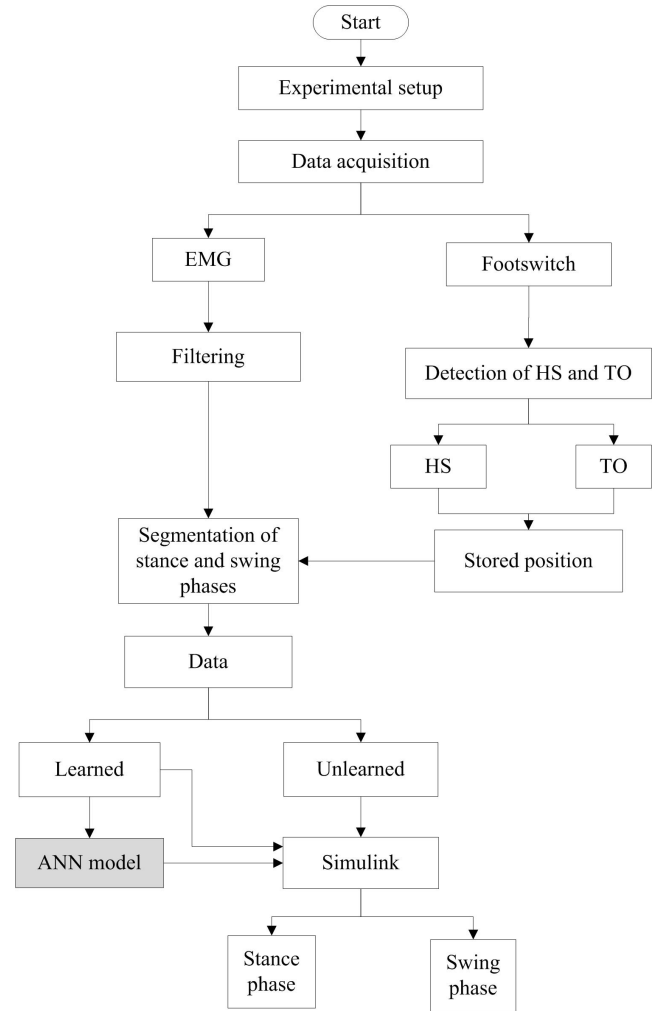 Start
Experimental setup
Data acquisition
EMG
Footswitch
Filtering
Detection of HS and TO
HS
TO
Segmentation of
stance and swing
phases
Stored position
Data
Learned
Unlearned
ANN model
Simulink
Stance
phase
Swing
phase